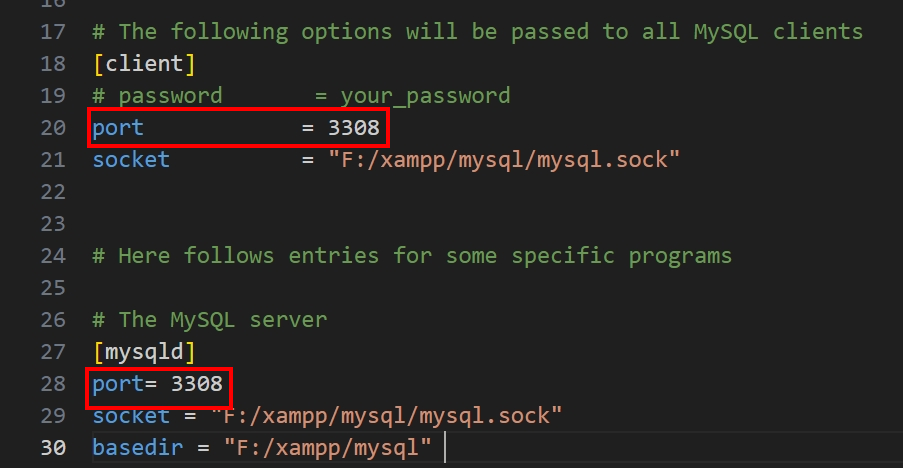 16
17 # The following options will be passed to all MySQL clients
18 [client]
19 # password       = your_password
20 port            = 3308
21 socket          = "F:/xampp/mysql/mysql.sock"
22
23
24 # Here follows entries for some specific programs
25
26 # The MySQL server
27 [mysqld]
28 port= 3308
29 socket = "F:/xampp/mysql/mysql.sock"
30 basedir = "F:/xampp/mysql"